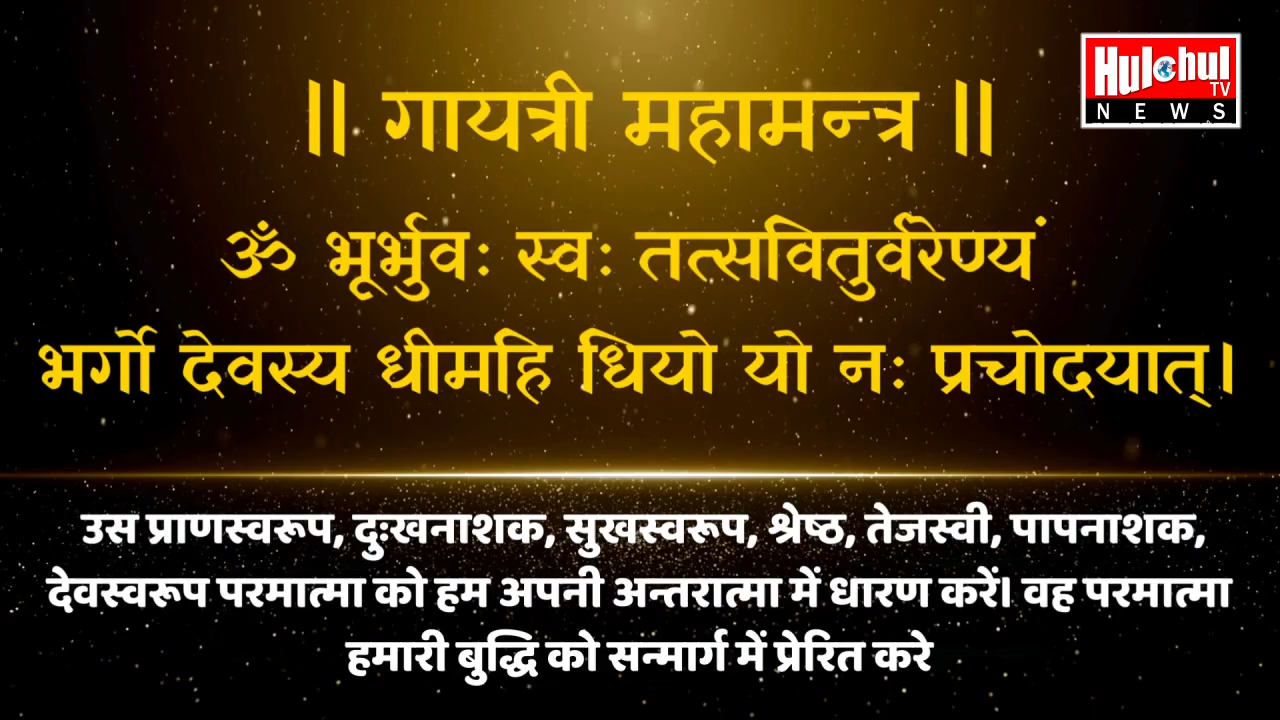 Hulchul
TV
NEWS
|| गायत्री महामन्त्र ||
ॐ भूर्भुवः स्वः तत्सवितुर्वरेण्यं
भर्गो देवस्य धीमहि धियो यो नः प्रचोदयात्।
उस प्राणस्वरूप, दुःखनाशक, सुखस्वरूप, श्रेष्ठ, तेजस्वी, पापनाशक,
देवस्वरूप परमात्मा को हम अपनी अन्तरात्मा में धारण करें। वह परमात्मा
हमारी बुद्धि को सन्मार्ग में प्रेरित करे